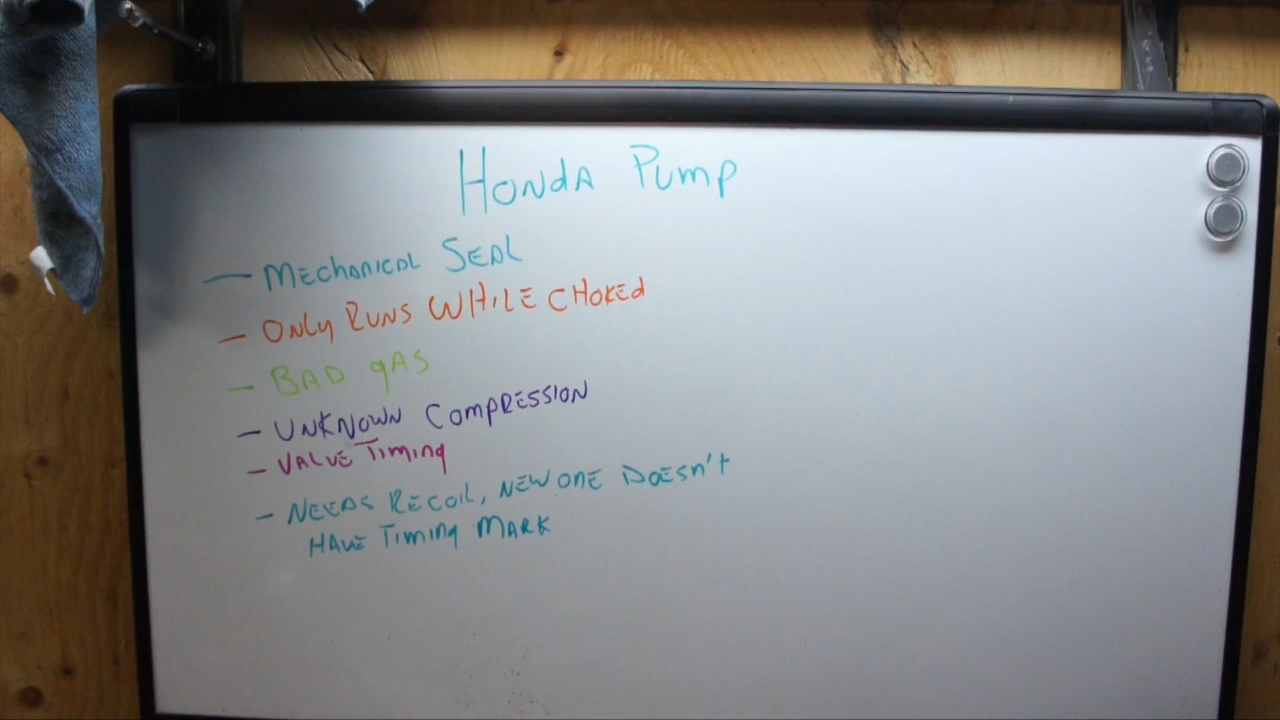 HONdA PumP
— MEChANICAL SEAL
— ONLy RUNS WHILE CHOKEd
— BAD gAS
— UNKNOWN COmPRESSION
— VALVE Timing
— NEEDS RECOIL, NEW ONE DOESn't
HAVE Timing MARK